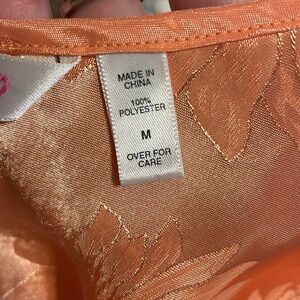 MADE IN
CHINA
100%
POLYESTER
M
OVER FOR
CARE